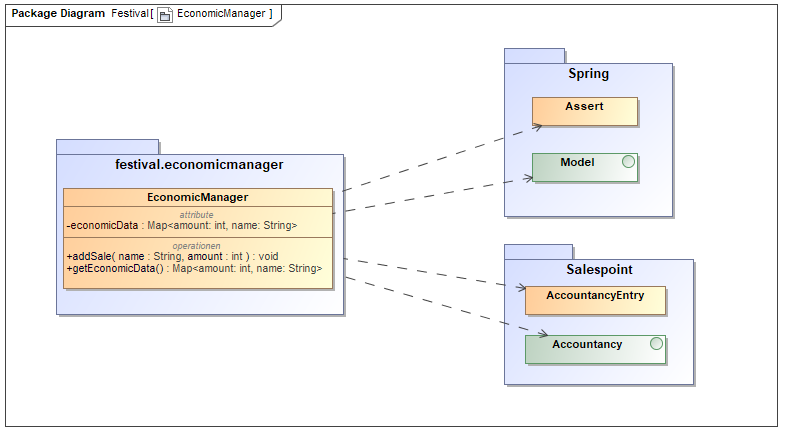 Package Diagram Festival[ EconomicManager ]
Spring
Assert
Model
festival.economicmanager
EconomicManager
attribute
-economicData : Map<amount: int, name: String>
operationen
+addSale( name : String, amount : int ) : void
+getEconomicData() : Map<amount: int, name: String>
Salespoint
AccountancyEntry
Accountancy